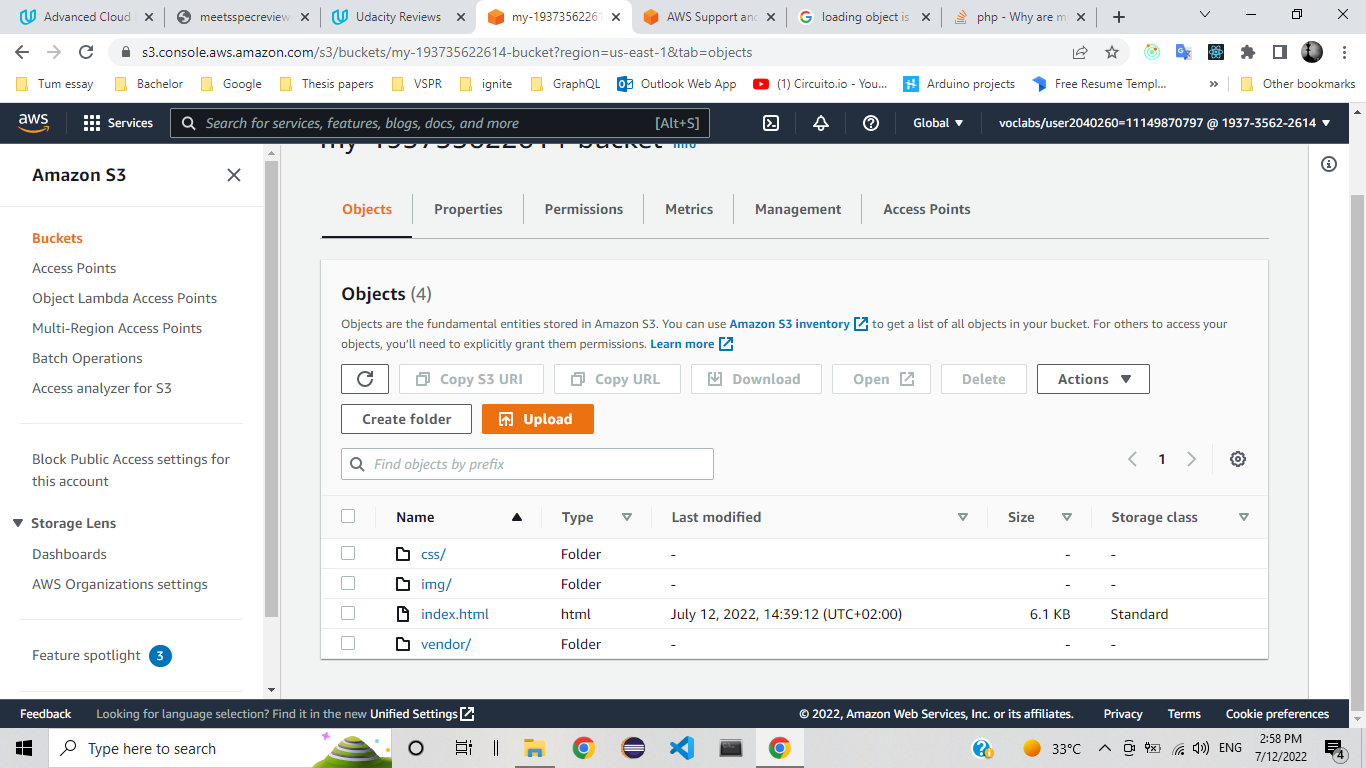 Advanced Cloud
meetsspecreview
Udacity Reviews
my-1937356226
AWS Support and
loading object is
php - Why are m
s3.console.aws.amazon.com/s3/buckets/my-193735622614-bucket?region=us-east-1&tab=objects
Tum essay
Bachelor
Google
Thesis papers
VSPR
ignite
GraphQL
Outlook Web App
(1) Circuito.io - You...
Arduino projects
Free Resume Templ...
»
Other bookmarks
aws
Services
Search for services, features, blogs, docs, and more
[Alt+S]
Global
voclabs/user2040260=11149870797 @ 1937-3562-2614
Amazon S3
Buckets
Access Points
Object Lambda Access Points
Multi-Region Access Points
Batch Operations
Access analyzer for S3
Block Public Access settings for
this account
Storage Lens
Dashboards
AWS Organizations settings
Feature spotlight 3
my-193735622614-bucket Info
Objects
Properties
Permissions
Metrics
Management
Access Points
Objects (4)
Objects are the fundamental entities stored in Amazon S3. You can use Amazon S3 inventory to get a list of all objects in your bucket. For others to access your
objects, you'll need to explicitly grant them permissions. Learn more
Copy S3 URI
Copy URL
Download
Open
Delete
Actions
Create folder
Upload
Find objects by prefix
1
Name Type Last modified Size Storage class
css/ Folder - - -
img/ Folder - - -
index.html html July 12, 2022, 14:39:12 (UTC+02:00) 6.1 KB Standard
vendor/ Folder - - -
Feedback
Looking for language selection? Find it in the new Unified Settings
© 2022, Amazon Web Services, Inc. or its affiliates.
Privacy
Terms
Cookie preferences
Type here to search
33°C
ENG
2:58 PM
7/12/2022
4